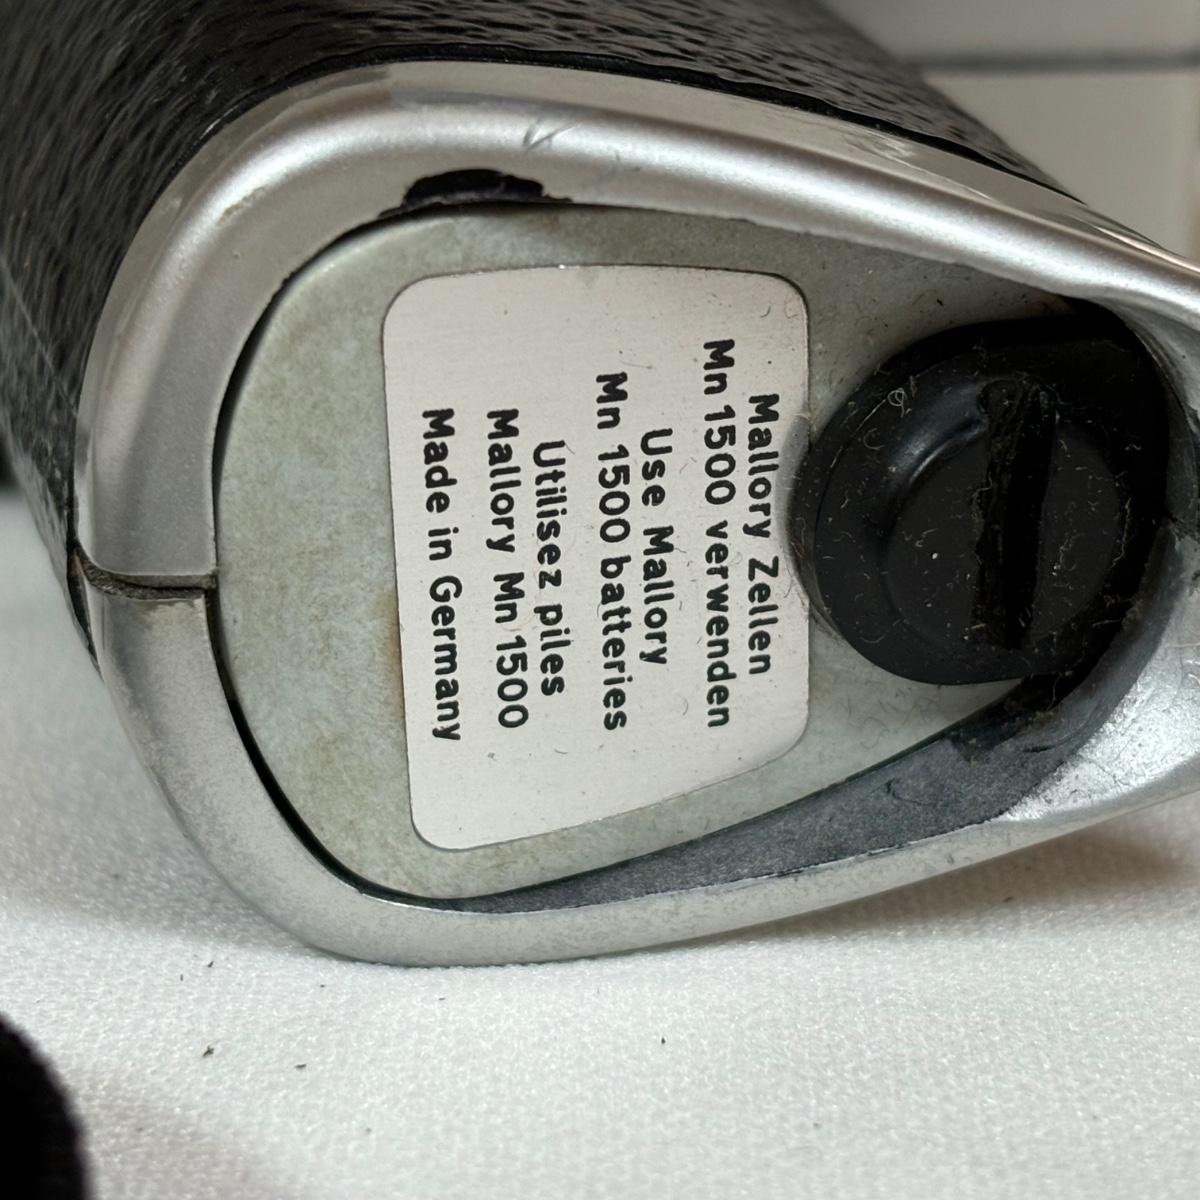 Mallory Zellen
Mn 1500 verwenden
Use Mallory
Mn 1500 batteries
Utilisez piles
Mallory Mn 1500
Made in Germany